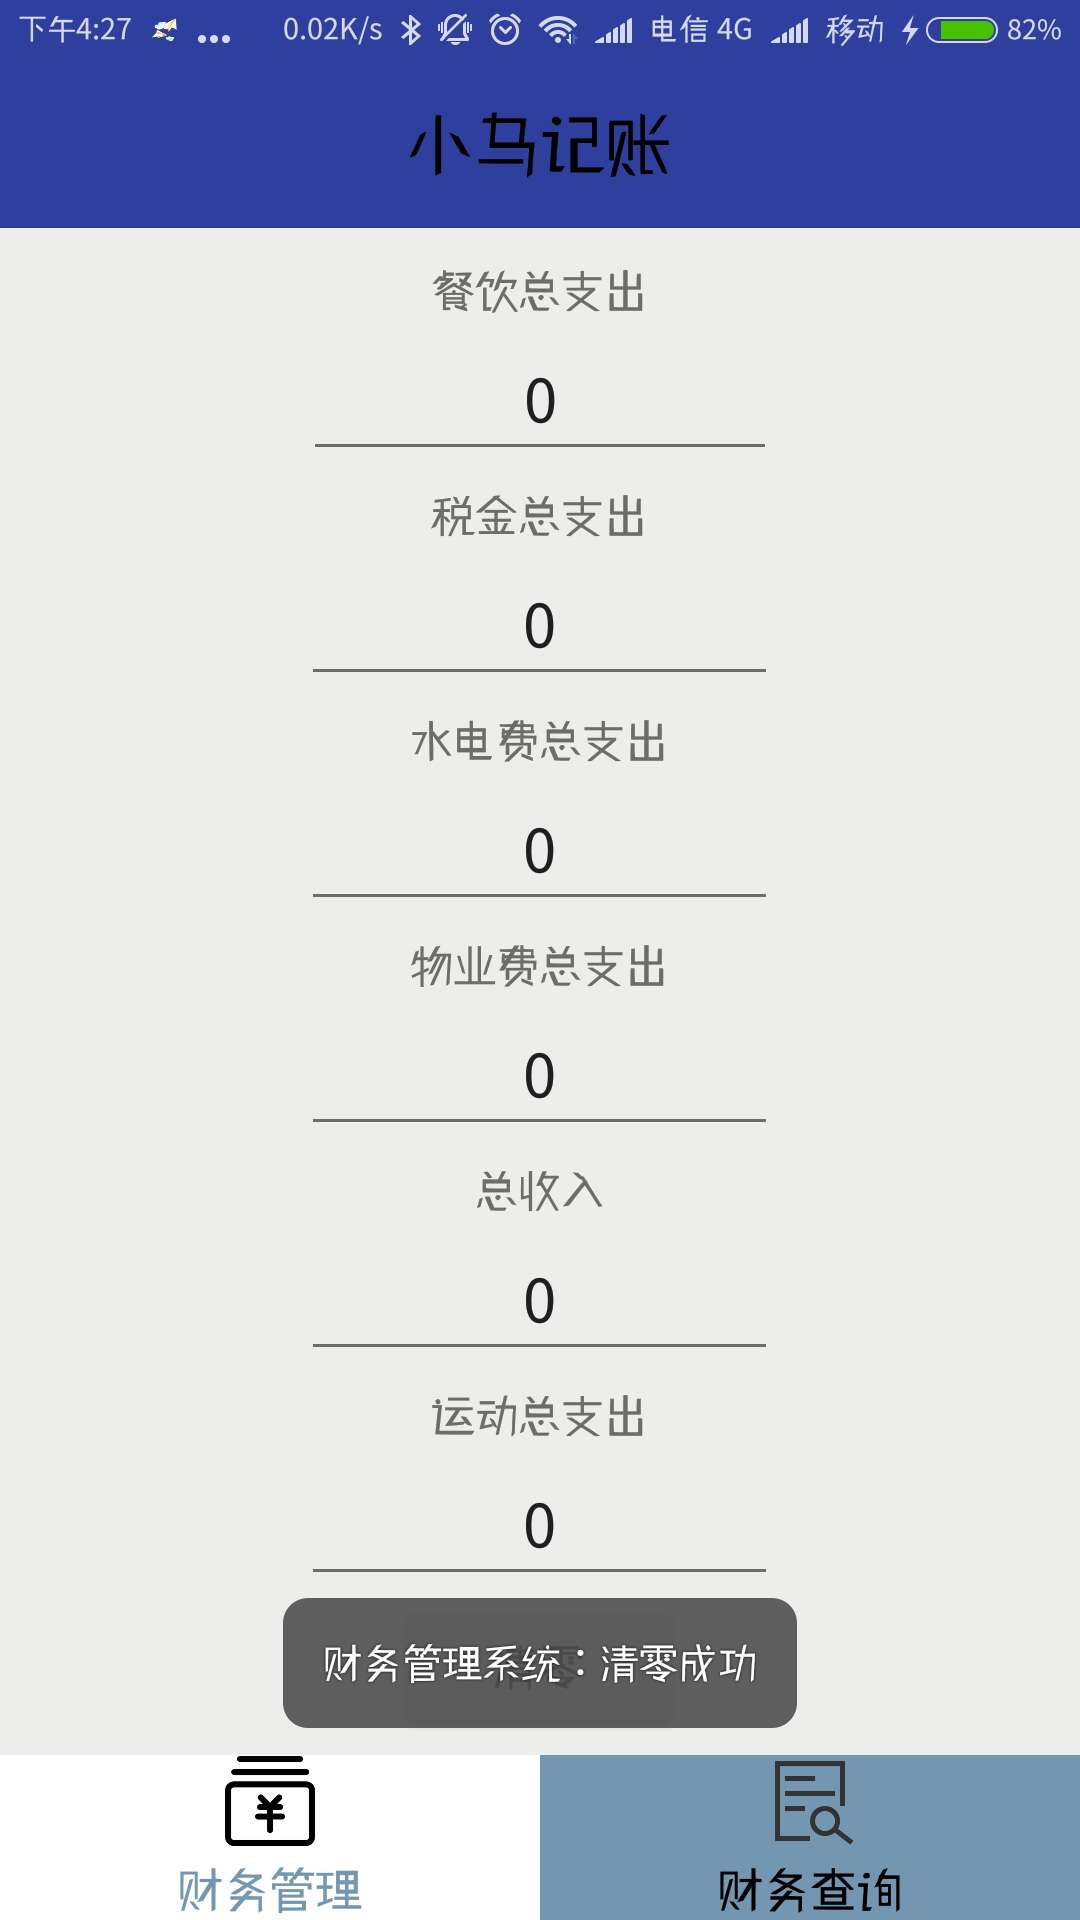 下午4:27 ... 0.02K/s 电信 4G 移动 82%
小马记账
餐饮总支出
0
税金总支出
0
水电费总支出
0
物业费总支出
0
总收入
0
运动总支出
0
财务管理系统：清零成功
财务管理 财务查询